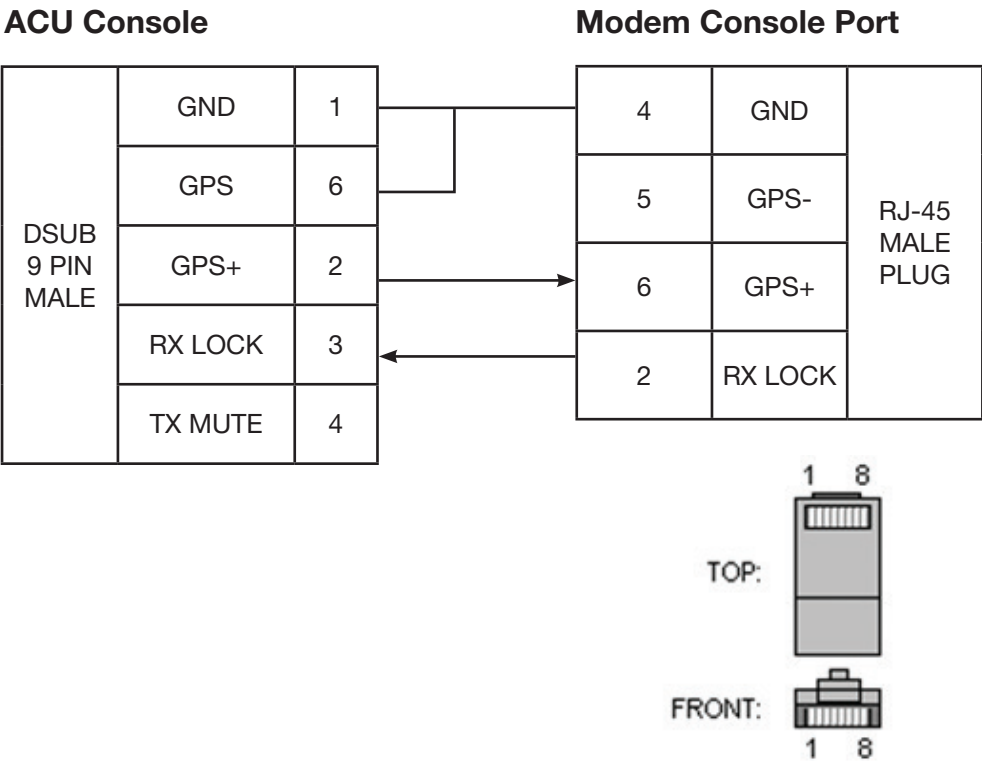 ACU Console
Modem Console Port
DSUB
9 PIN
MALE
GND 1
GPS 6
GPS+ 2
RX LOCK 3
TX MUTE 4
4 GND
5 GPS-
6 GPS+
2 RX LOCK
RJ-45
MALE
PLUG
1 8
TOP:
FRONT:
1 8